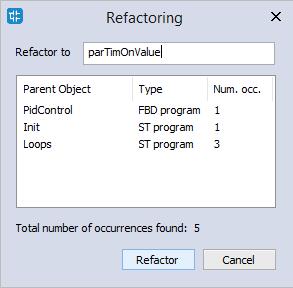 Refactoring
Refactor to parTimOnValue
Parent Object Type Num. occ.
PidControl FBD program 1
Init ST program 1
Loops ST program 3
Total number of occurrences found: 5
Refactor Cancel